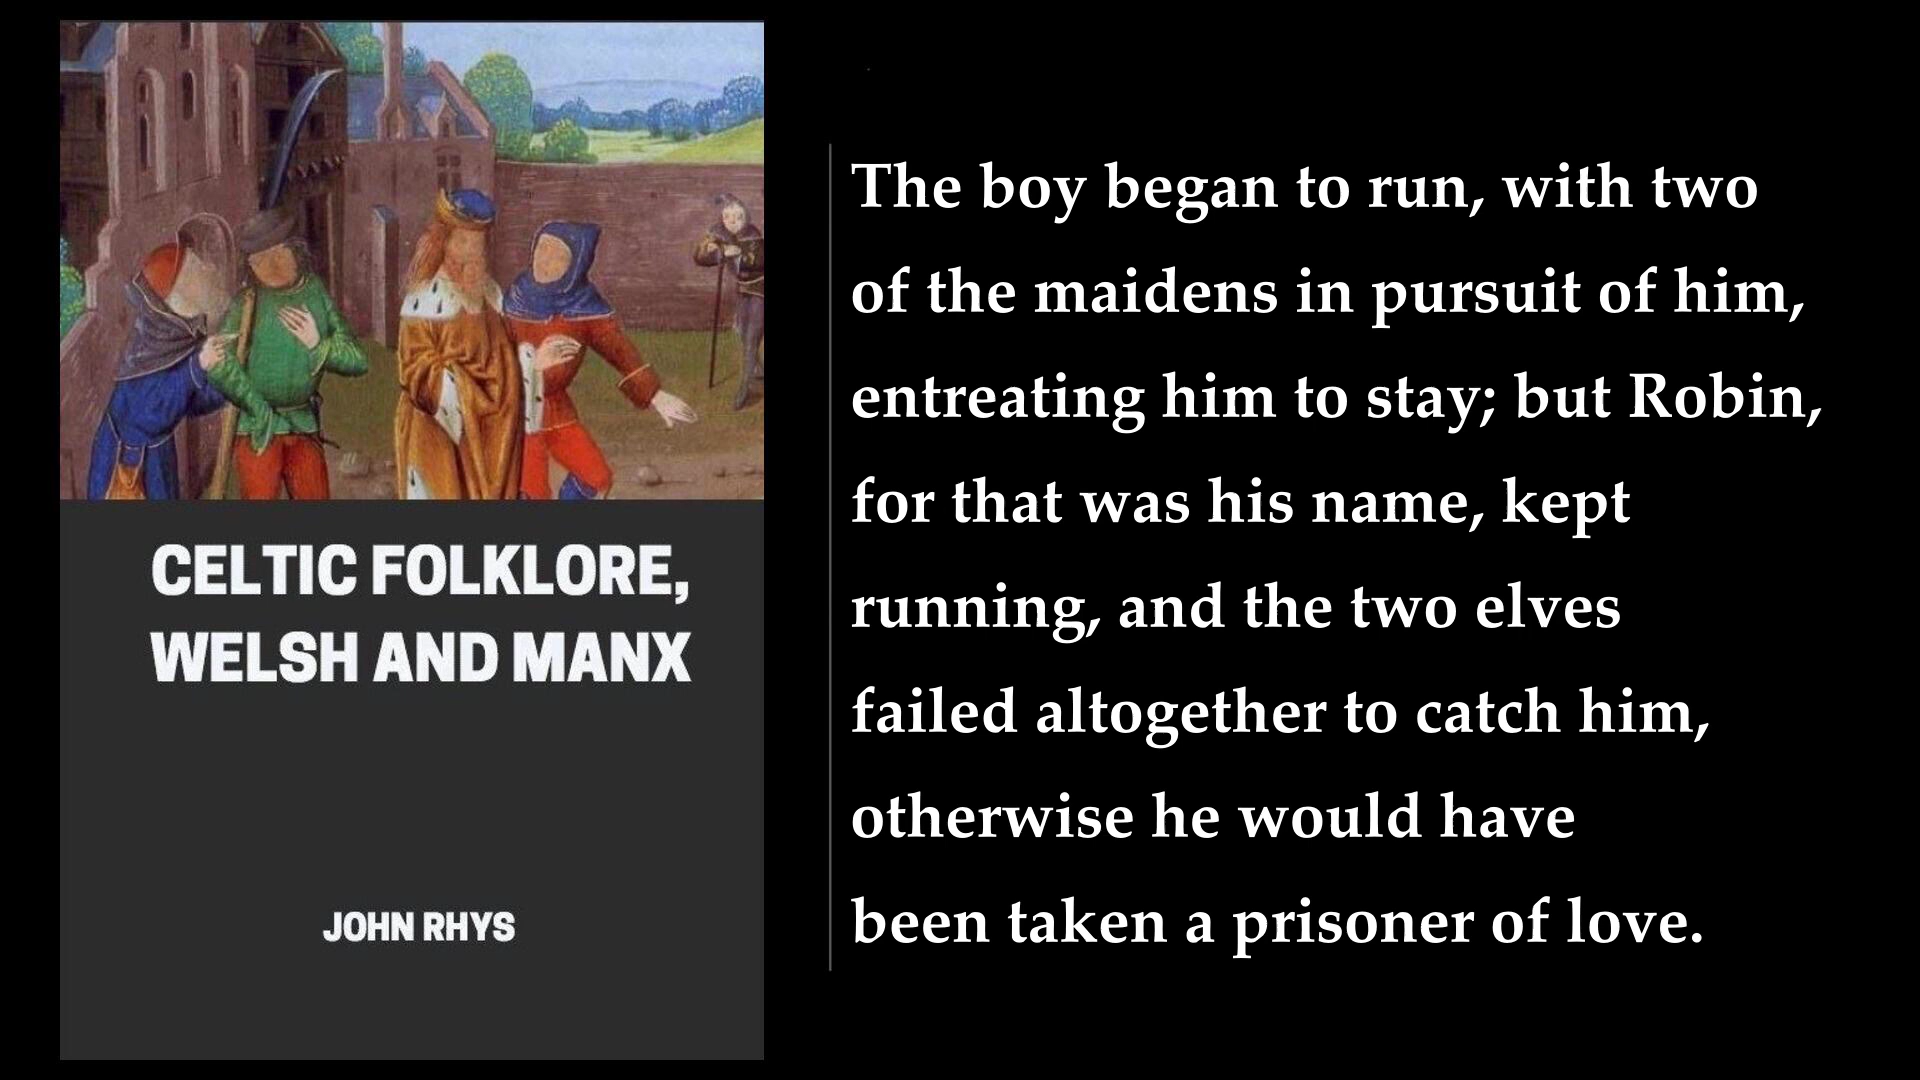 CELTIC FOLKLORE,
WELSH AND MANX
JOHN RHYS
The boy began to run, with two
of the maidens in pursuit of him,
entreating him to stay; but Robin,
for that was his name, kept
running, and the two elves
failed altogether to catch him,
otherwise he would have
been taken a prisoner of love.